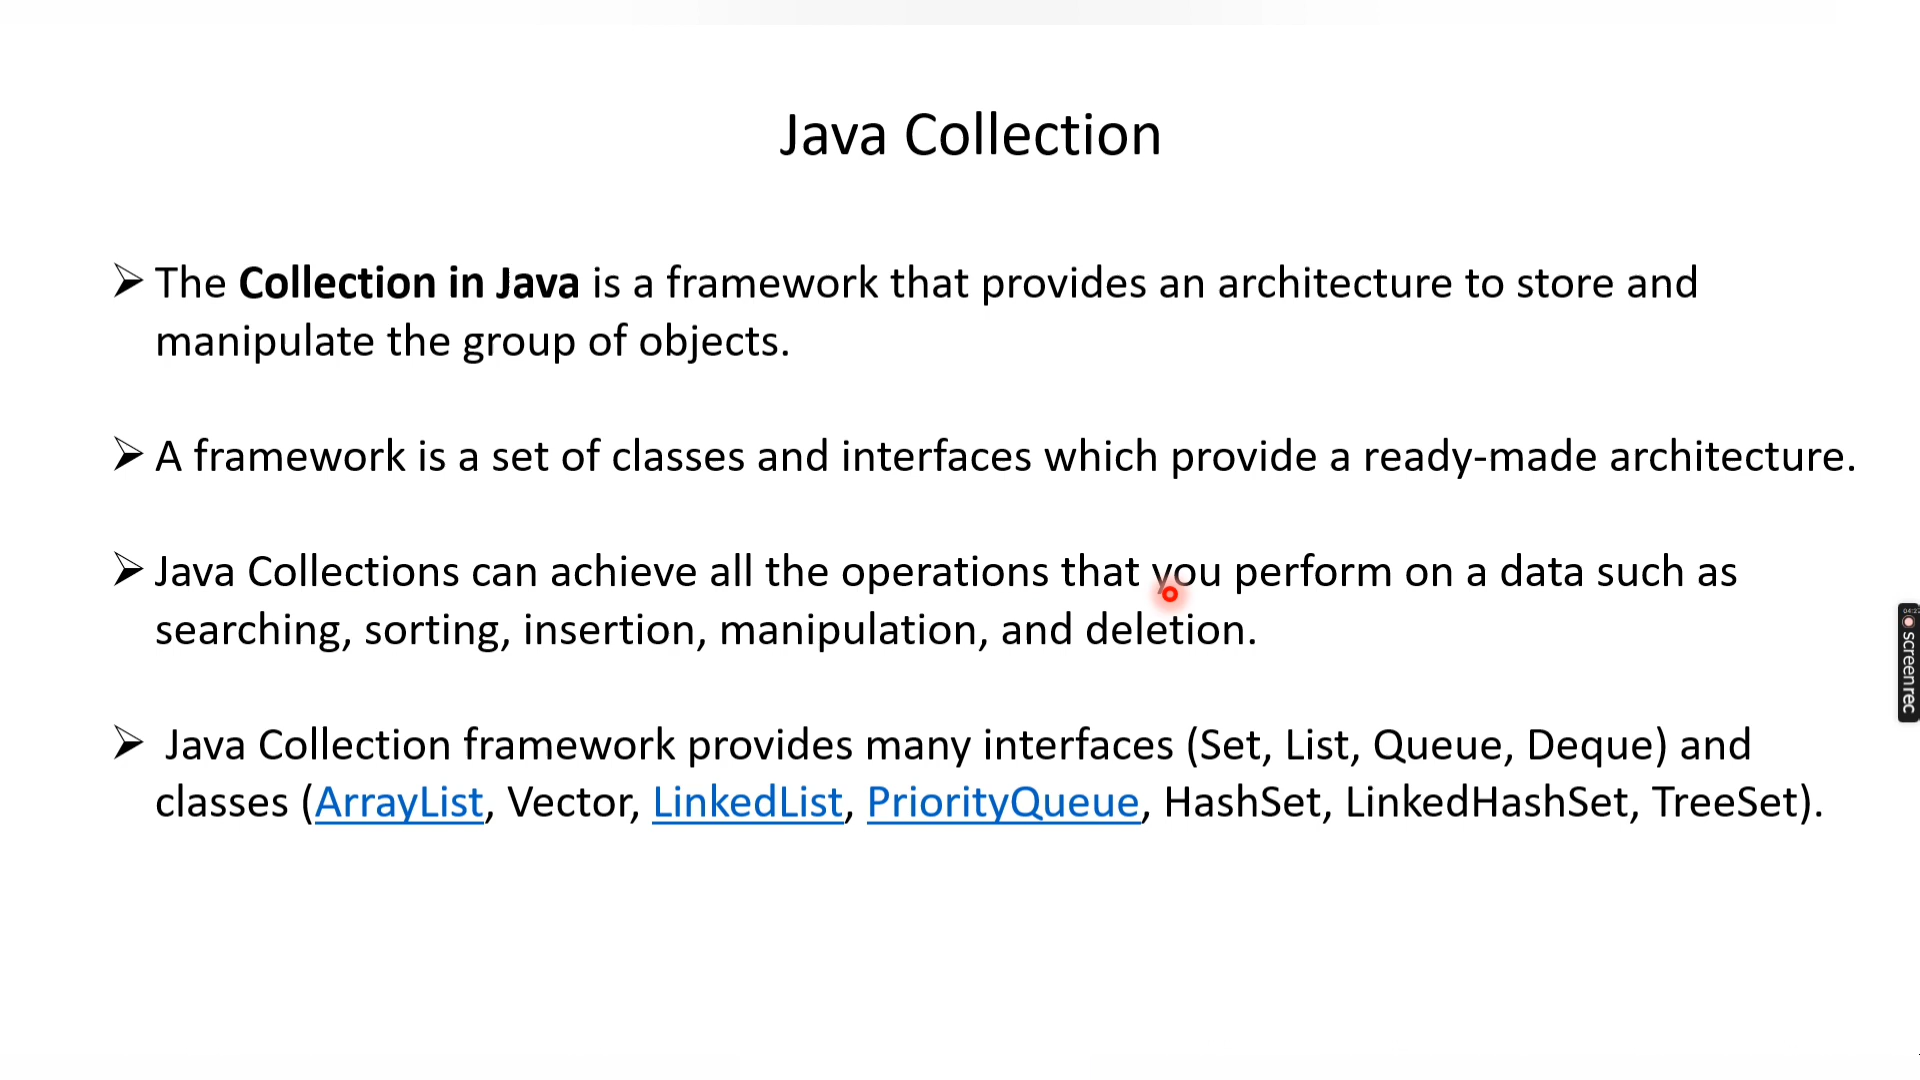 Java Collection
The Collection in Java is a framework that provides an architecture to store and
manipulate the group of objects.
A framework is a set of classes and interfaces which provide a ready-made architecture.
Java Collections can achieve all the operations that you perform on a data such as
searching, sorting, insertion, manipulation, and deletion.
Java Collection framework provides many interfaces (Set, List, Queue, Deque) and
classes (ArrayList, Vector, LinkedList, PriorityQueue, HashSet, LinkedHashSet, TreeSet).
screenrec